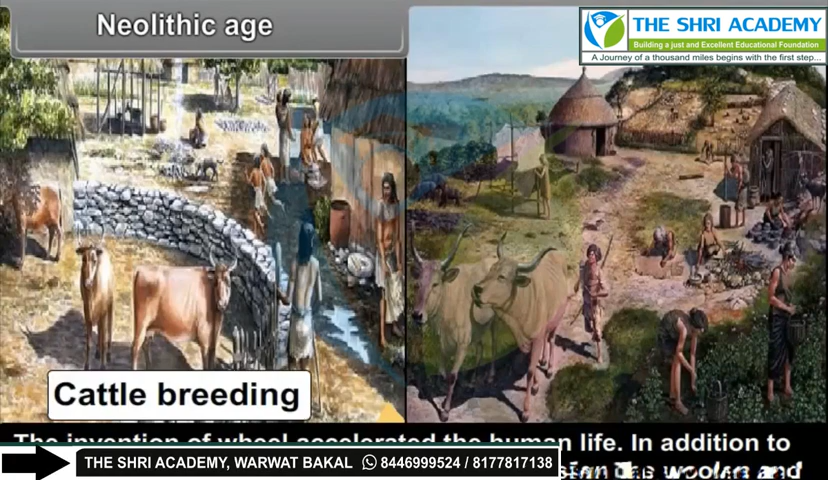 Neolithic age
THE SHRI ACADEMY
Building a just and Excellent Educational Foundation
A Journey of a thousand miles begins with the first step...
Cattle breeding
The invention of wheel accelerated the human life. In addition to
THE SHRI ACADEMY, WARWAT BAKAL 8446999524 / 8177817138
and